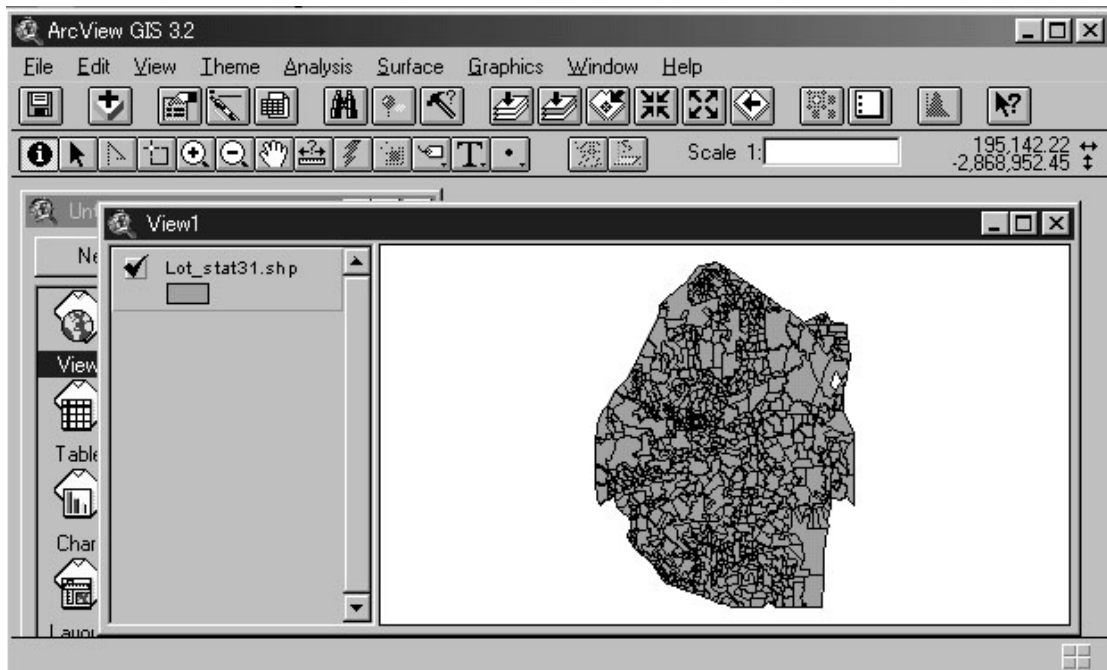 ArcView GIS 3.2
File Edit View Theme Analysis Surface Graphics Window Help
T
Scale 1:
195,142.22
-2,868,952.45
View1
Lot_stat31.shp
View